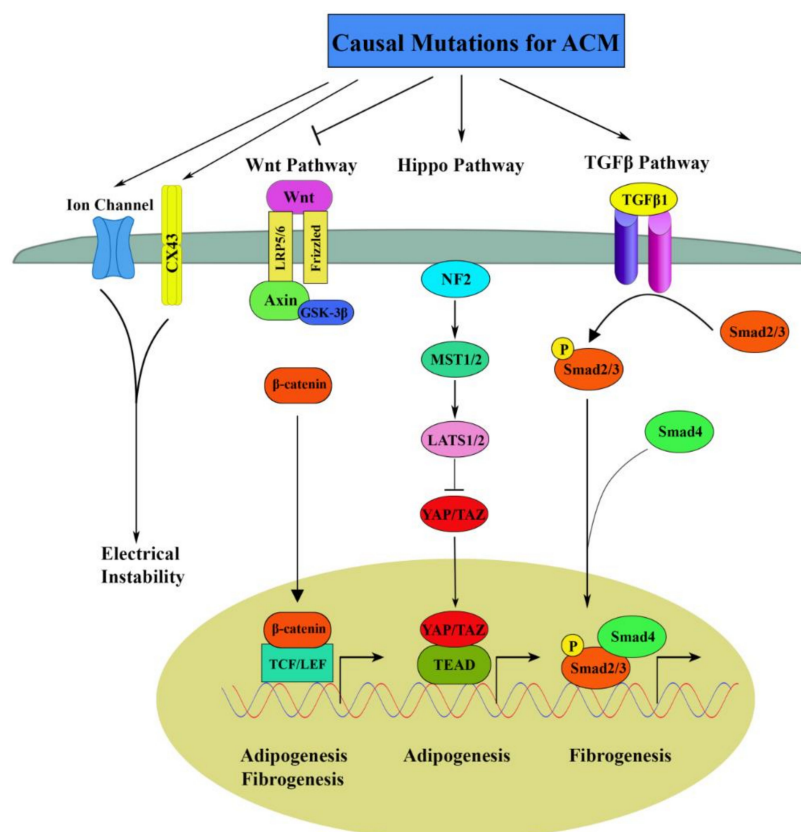 Causal Mutations for ACM
Wnt Pathway
Hippo Pathway
TGFβ Pathway
Ion Channel
CX43
Wnt
LRP5/6
Frizzled
Axin
GSK-3β
TGFβ1
NF2
MST1/2
LATS1/2
YAP/TAZ
β-catenin
P
Smad2/3
Smad2/3
Smad4
Electrical
Instability
β-catenin
TCF/LEF
YAP/TAZ
TEAD
P
Smad4
Smad2/3
Adipogenesis
Fibrogenesis
Adipogenesis
Fibrogenesis